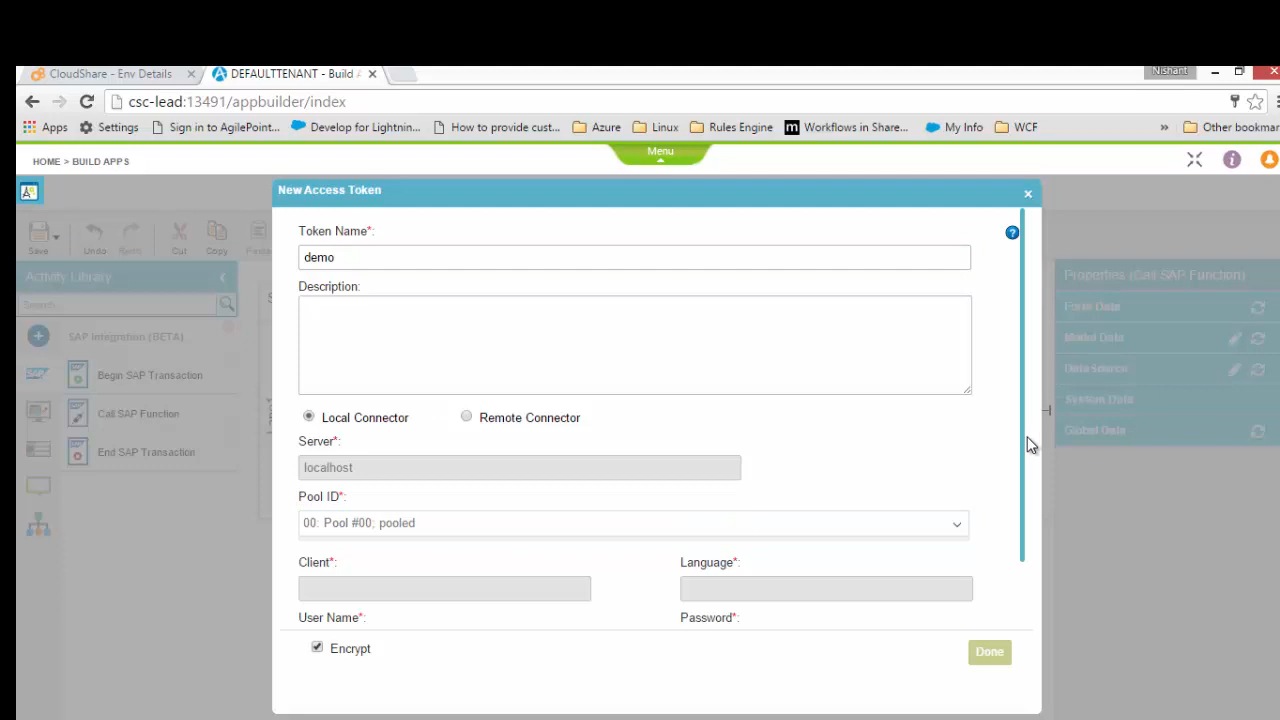 CloudShare - Env Details
DEFAULTTENANT - Build A
Nishant
csc-lead:13491/appbuilder/index
Apps
Settings
Sign in to AgilePoint...
Develop for Lightnin...
How to provide cust...
Azure
Linux
Rules Engine
m
Workflows in Share...
My Info
WCF
»
Other bookmar
HOME > BUILD APPS
Menu
New Access Token
Save
Undo
Cut
Copy
Activity Library
Search...
SAP Integration (BETA)
Begin SAP Transaction
Call SAP Function
End SAP Transaction
Token Name*:
demo
Description:
Local Connector
Remote Connector
Server*:
localhost
Pool ID*:
00: Pool #00; pooled
Client*:
Language*:
User Name*:
Password*:
Encrypt
Done
Properties (Call SAP Function)
Form Data
Model Data
Data Source
System Data
Global Data